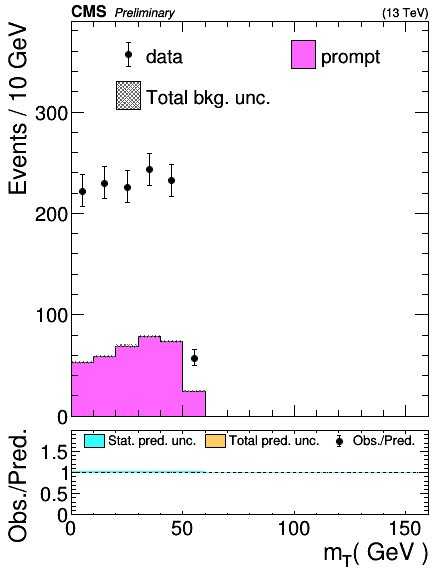 CMS Preliminary (13 TeV)
Events / 10 GeV
data
prompt
Total bkg. unc.
300
200
100
0
Obs./Pred.
Stat. pred. unc.
Total pred. unc.
Obs./Pred.
1.5
1
0.5
0
0 50 100 150
m_T( GeV )